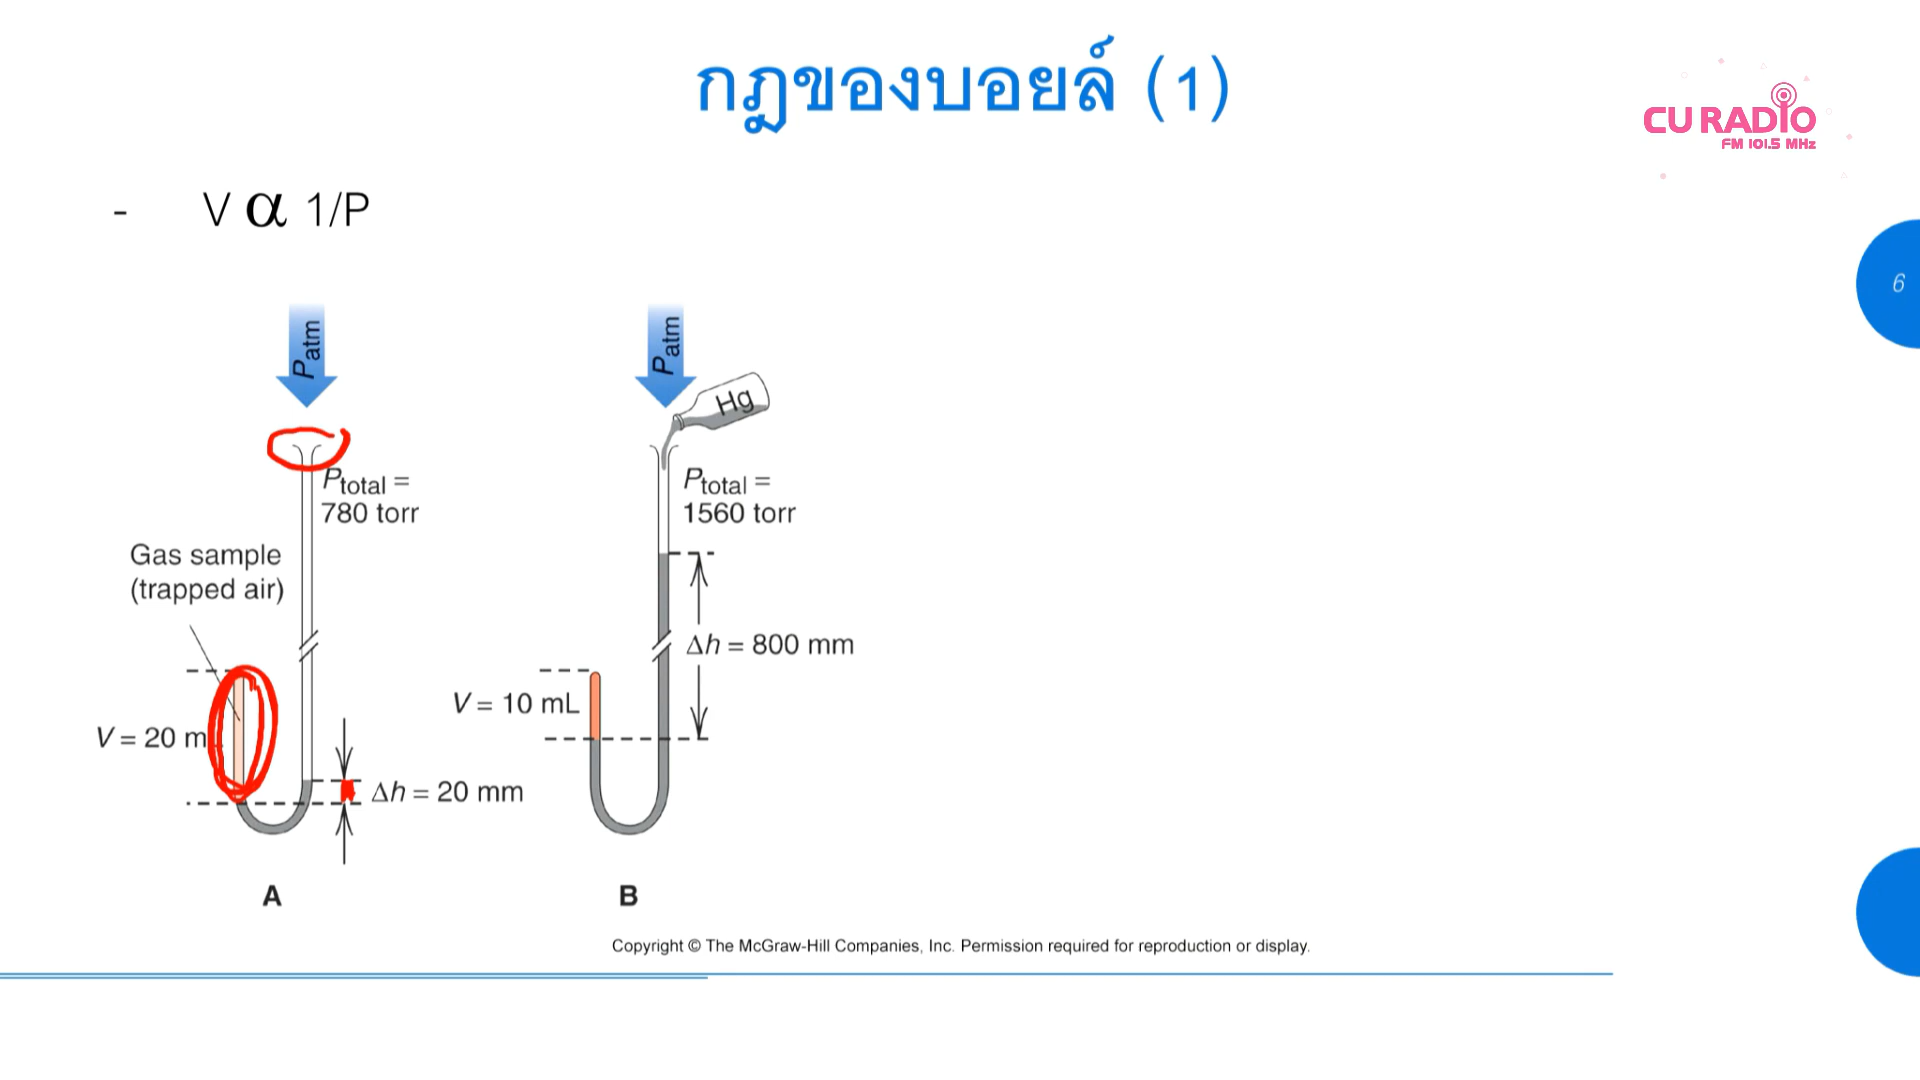 กฎของบอยล์ (1)
CU RADIO
FM 101.5 MHz
- V α 1/P
6
Patm
Patm
Hg
Ptotal =
780 torr
Ptotal =
1560 torr
Gas sample
(trapped air)
Δh = 800 mm
V = 10 mL
V = 20 m
Δh = 20 mm
A
B
Copyright © The McGraw-Hill Companies, Inc. Permission required for reproduction or display.